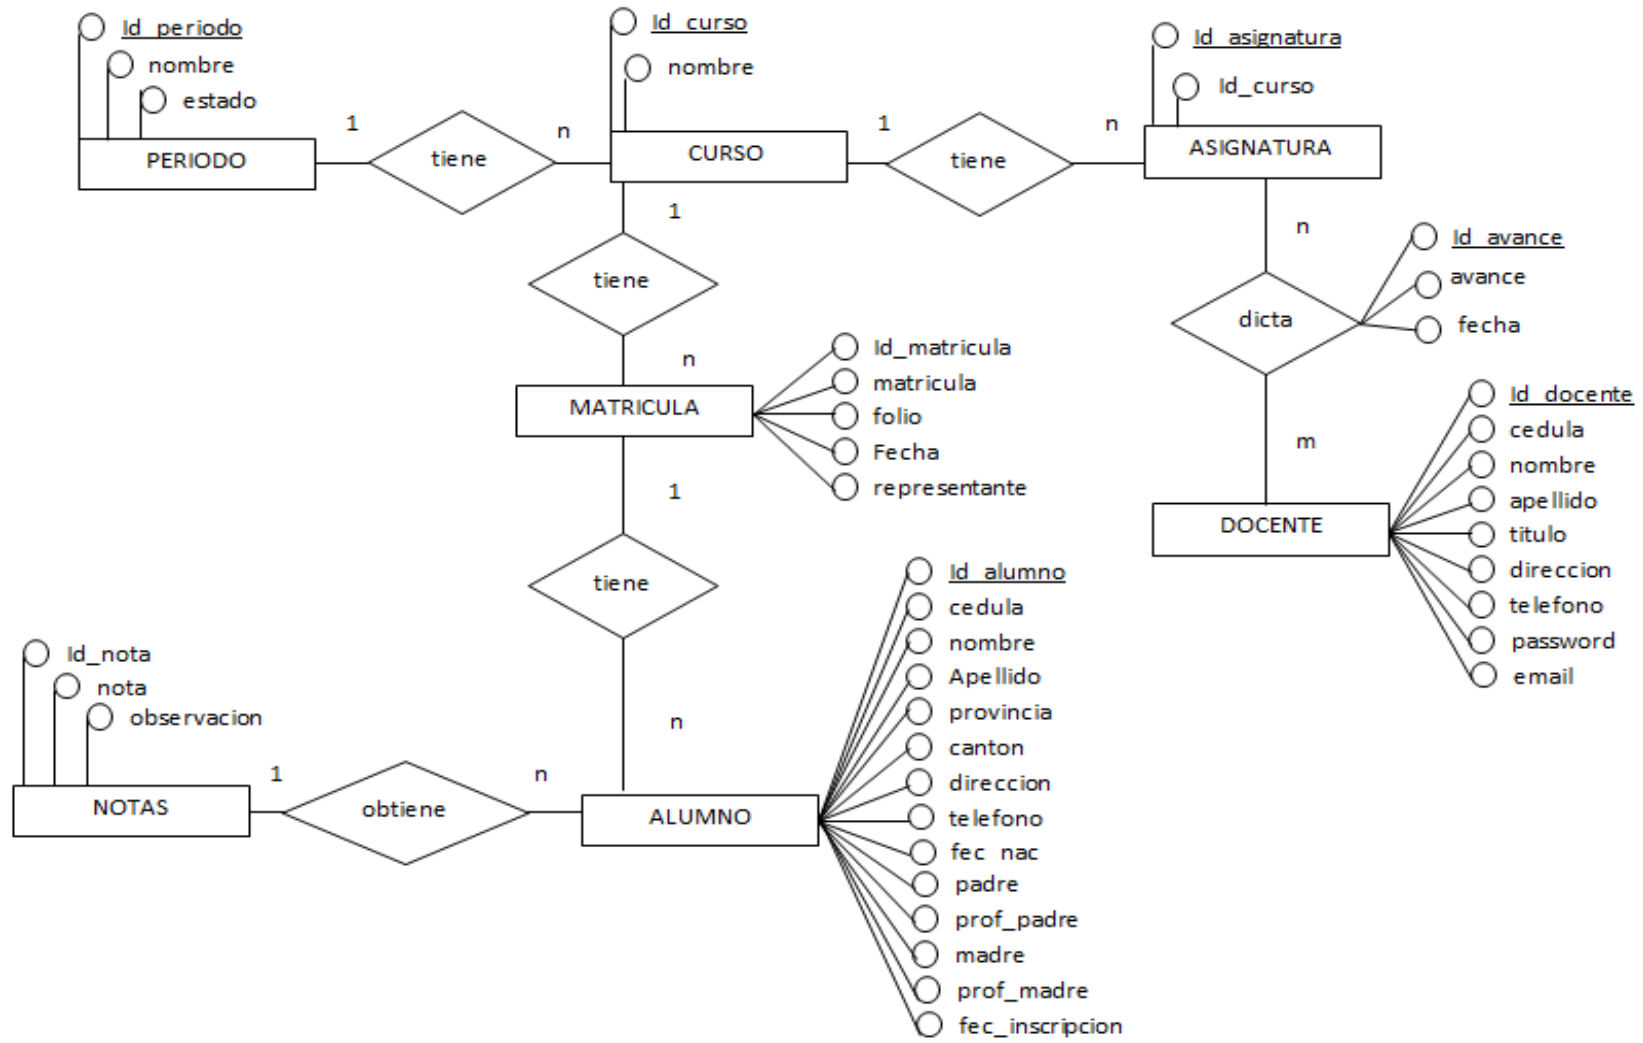 Id_periodo
nombre
estado
PERIODO
1
tiene
n
Id_curso
nombre
CURSO
1
tiene
n
Id_asignatura
Id_curso
ASIGNATURA
1
tiene
n
n
dicta
Id_avance
avance
fecha
m
MATRICULA
Id_matricula
matricula
folio
Fecha
representante
DOCENTE
Id_docente
cedula
nombre
apellido
titulo
direccion
telefono
password
email
1
tiene
n
Id_nota
nota
observacion
NOTAS
1
obtiene
n
ALUMNO
Id_alumno
cedula
nombre
Apellido
provincia
canton
direccion
telefono
fec_nac
padre
prof_padre
madre
prof_madre
fec_inscripcion